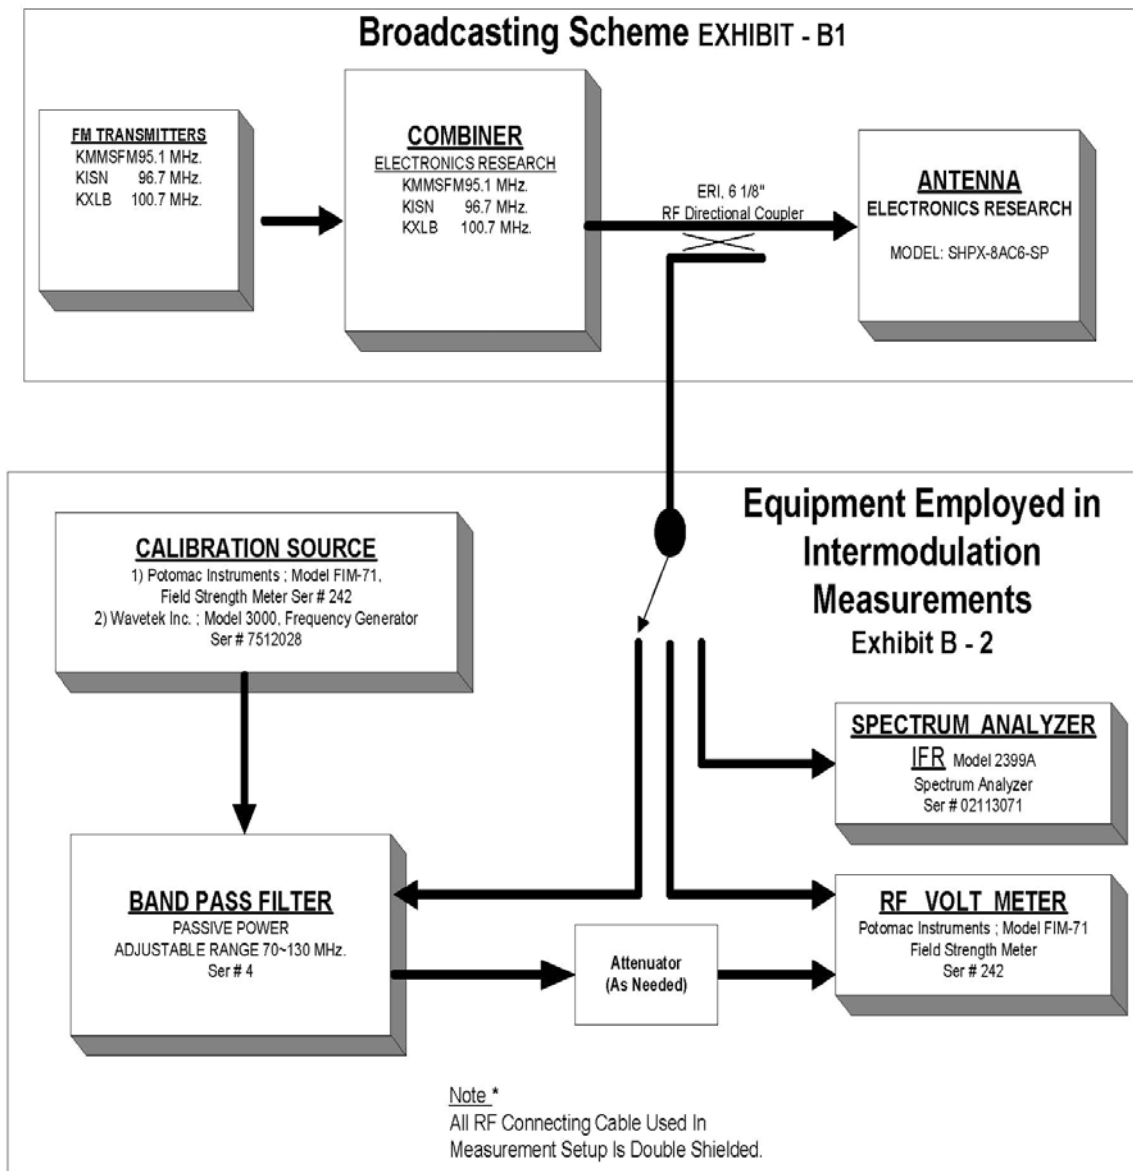 Broadcasting Scheme EXHIBIT - B1
FM TRANSMITTERS
KMMSFM95.1 MHz.
KISN 96.7 MHz.
KXLB 100.7 MHz.
COMBINER
ELECTRONICS RESEARCH
KMMSFM95.1 MHz.
KISN 96.7 MHz.
KXLB 100.7 MHz.
ERI, 6 1/8"
RF Directional Coupler
ANTENNA
ELECTRONICS RESEARCH
MODEL: SHPX-8AC6-SP
Equipment Employed in
Intermodulation
Measurements
Exhibit B - 2
CALIBRATION SOURCE
1) Potomac Instruments ; Model FIM-71,
Field Strength Meter Ser # 242
2) Wavetek Inc. ; Model 3000, Frequency Generator
Ser # 7512028
SPECTRUM ANALYZER
IFR Model 2399A
Spectrum Analyzer
Ser # 02113071
BAND PASS FILTER
PASSIVE POWER
ADJUSTABLE RANGE 70~130 MHz.
Ser # 4
Attenuator
(As Needed)
RF VOLT METER
Potomac Instruments ; Model FIM-71
Field Strength Meter
Ser # 242
Note *
All RF Connecting Cable Used In
Measurement Setup Is Double Shielded.